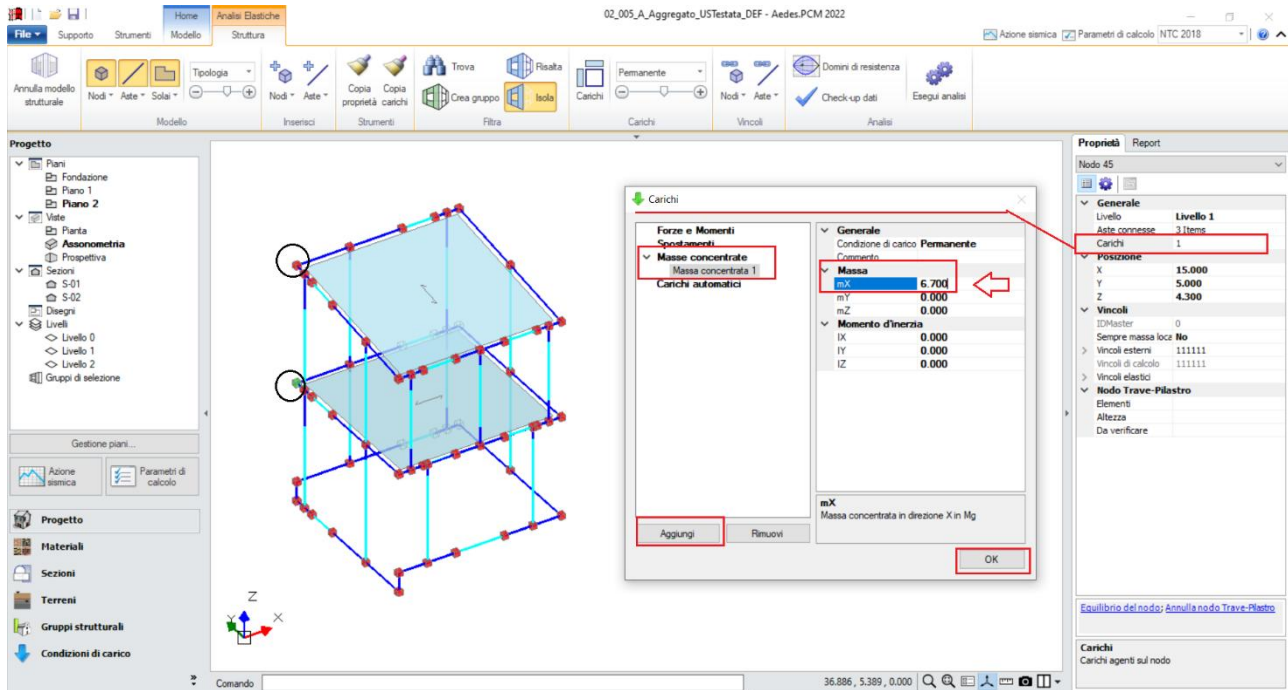 02_005_A_Aggregato_USTestata_DEF - Aedes.PCM 2022
Home
Analisi Elastiche
File
Supporto
Strumenti
Modello
Struttura
Azione sismica
Parametri di calcolo
NTC 2018
Annulla modello
strutturale
Nodi
Aste
Solai
Tipologia
Modello
Nodi
Aste
Inserisci
Copia
proprietà
Copia
carichi
Strumenti
Trova
Risalta
Crea gruppo
Isola
Filtra
Carichi
Permanente
Carichi
Nodi
Aste
Vincoli
Domini di resistenza
Check-up dati
Esegui analisi
Analisi
Progetto
Piani
Fondazione
Piano 1
Piano 2
Viste
Pianta
Assonometria
Prospettiva
Sezioni
S-01
S-02
Disegni
Livelli
Livello 0
Livello 1
Livello 2
Gruppi di selezione
Gestione piani...
Azione
sismica
Parametri di
calcolo
Progetto
Materiali
Sezioni
Terreni
Gruppi strutturali
Condizioni di carico
Z
Y
X
Carichi
Forze e Momenti
Spostamenti
Masse concentrate
Massa concentrata 1
Carichi automatici
Aggiungi
Rimuovi
Generale
Condizione di carico Permanente
Commento
Massa
mX 6.700
mY 0.000
mZ 0.000
Momento d'inerzia
IX 0.000
IY 0.000
IZ 0.000
mX
Massa concentrata in direzione X in Mg
OK
Proprietà
Report
Nodo 45
Generale
Livello Livello 1
Aste connesse 3 Items
Carichi 1
Posizione
X 15.000
Y 5.000
Z 4.300
Vincoli
IDMaster 0
Sempre massa loca No
Vincoli esterni 111111
Vincoli di calcolo 111111
Vincoli elastici
Nodo Trave-Pilastro
Elementi
Altezza
Da verificare
Equilibrio del nodo; Annulla nodo Trave-Pilastro
Carichi
Carichi agenti sul nodo
Comando
36.886 , 5.389 , 0.000